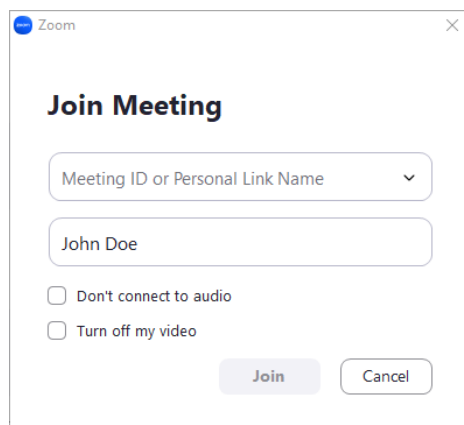 zoom Zoom
Join Meeting
Meeting ID or Personal Link Name
John Doe
Don't connect to audio
Turn off my video
Join Cancel